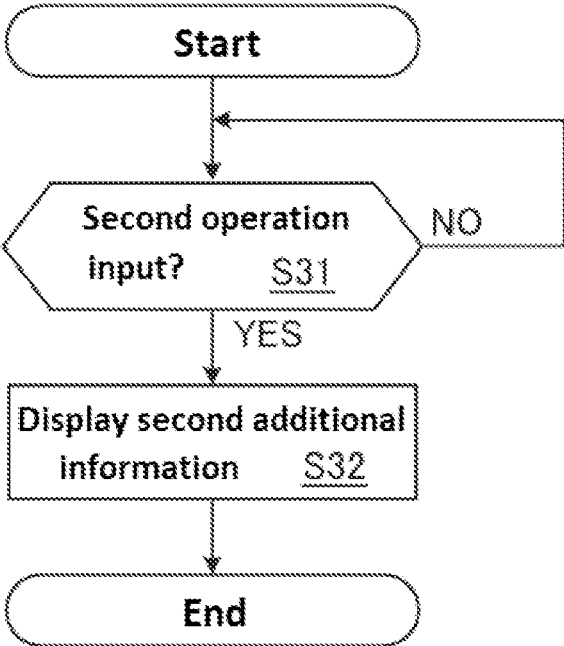 Start
Second operation
input? S31
NO
YES
Display second additional
information S32
End